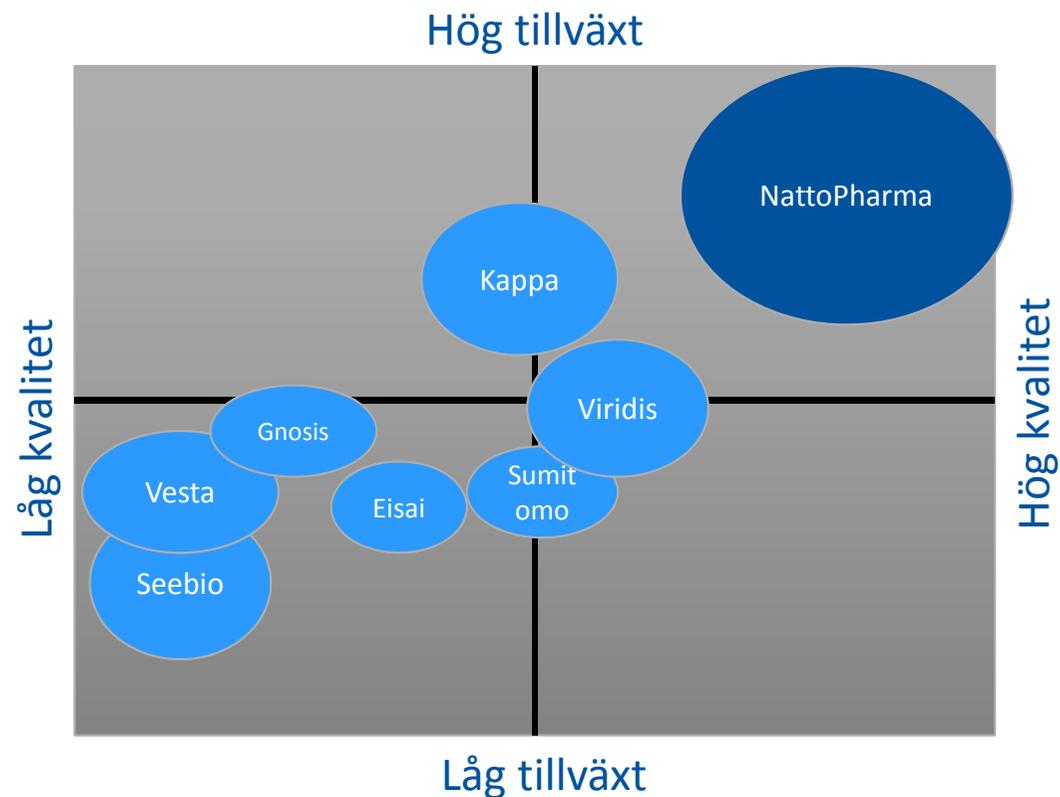 Hög tillväxt
NattoPharma
Kappa
Låg kvalitet
Hög kvalitet
Viridis
Gnosis
Vesta
Sumit
omo
Eisai
Seebio
Låg tillväxt